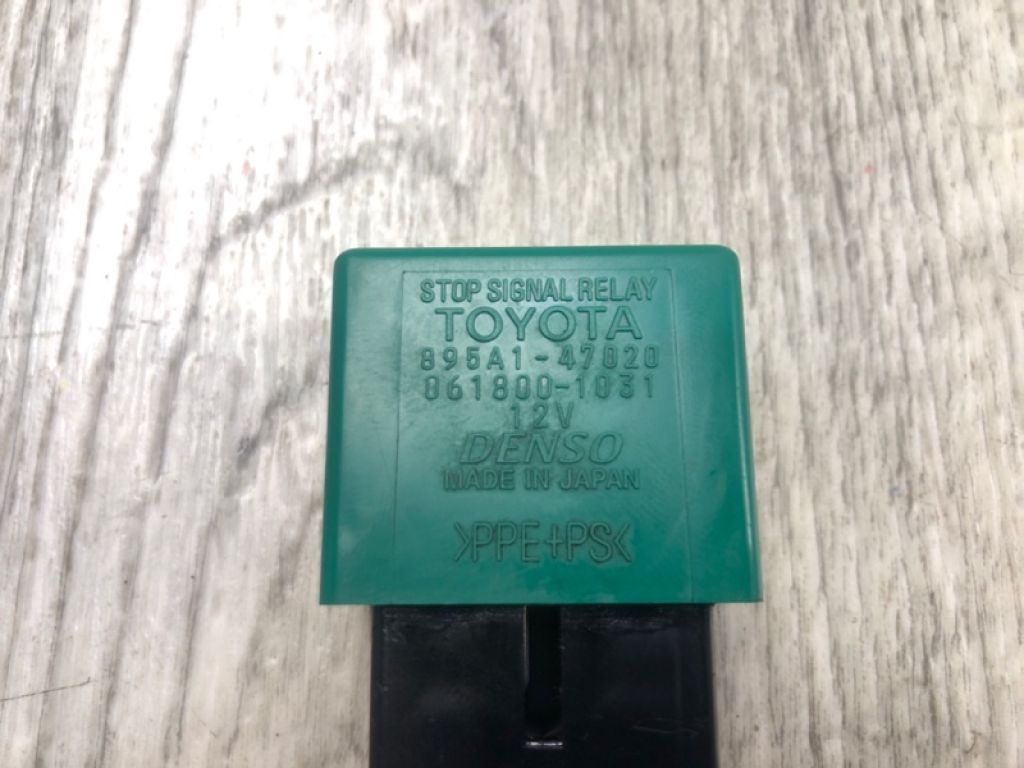 STOP SIGNAL RELAY
TOYOTA
895A1-47020
061800-1031
12V
DENSO
MADE IN JAPAN
>PPE+PS<